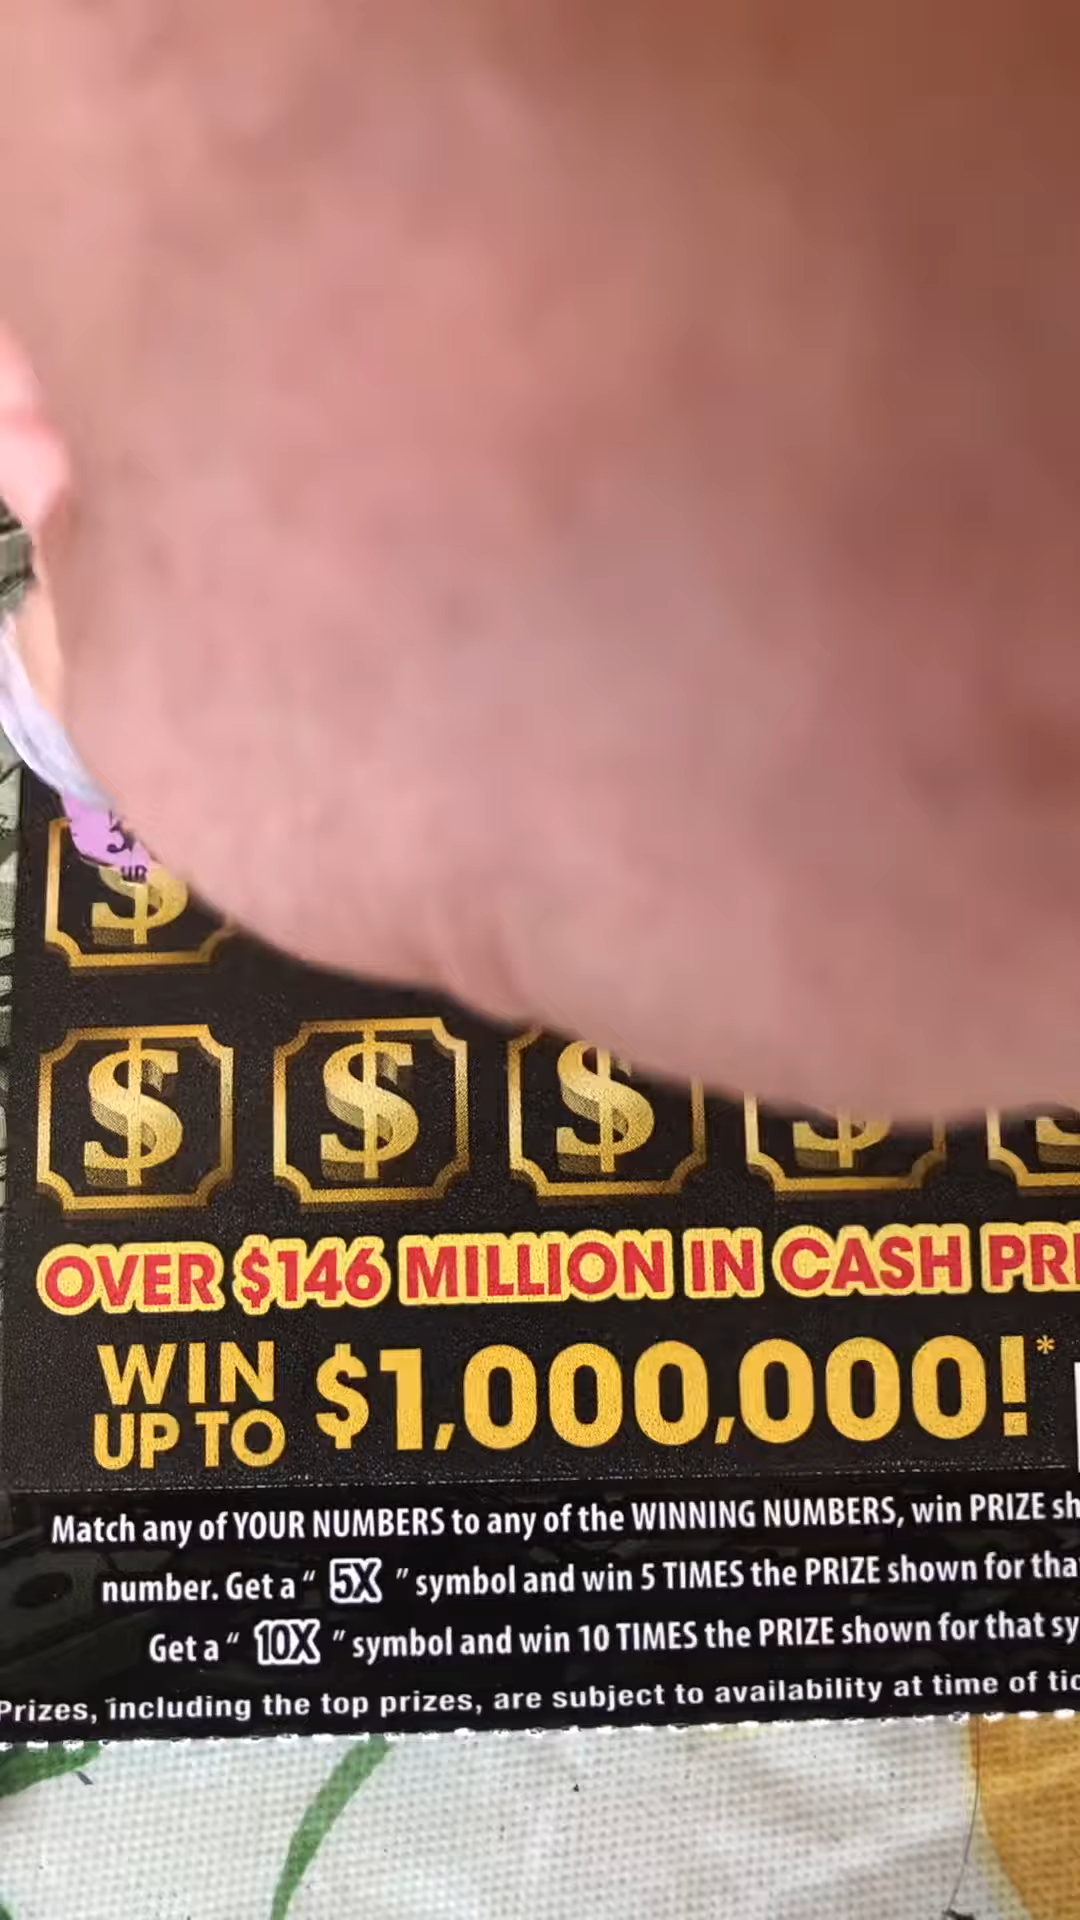 OVER $146 MILLION IN CASH
WIN
UP TO
$1,000,000!*
Match any of YOUR NUMBERS to any of the WINNING NUMBERS, win PRIZE
number. Get a " 5X " symbol and win 5 TIMES the PRIZE shown for
Get a " 10X " symbol and win 10 TIMES the PRIZE shown for that
Prizes, including the top prizes, are subject to availability at time of